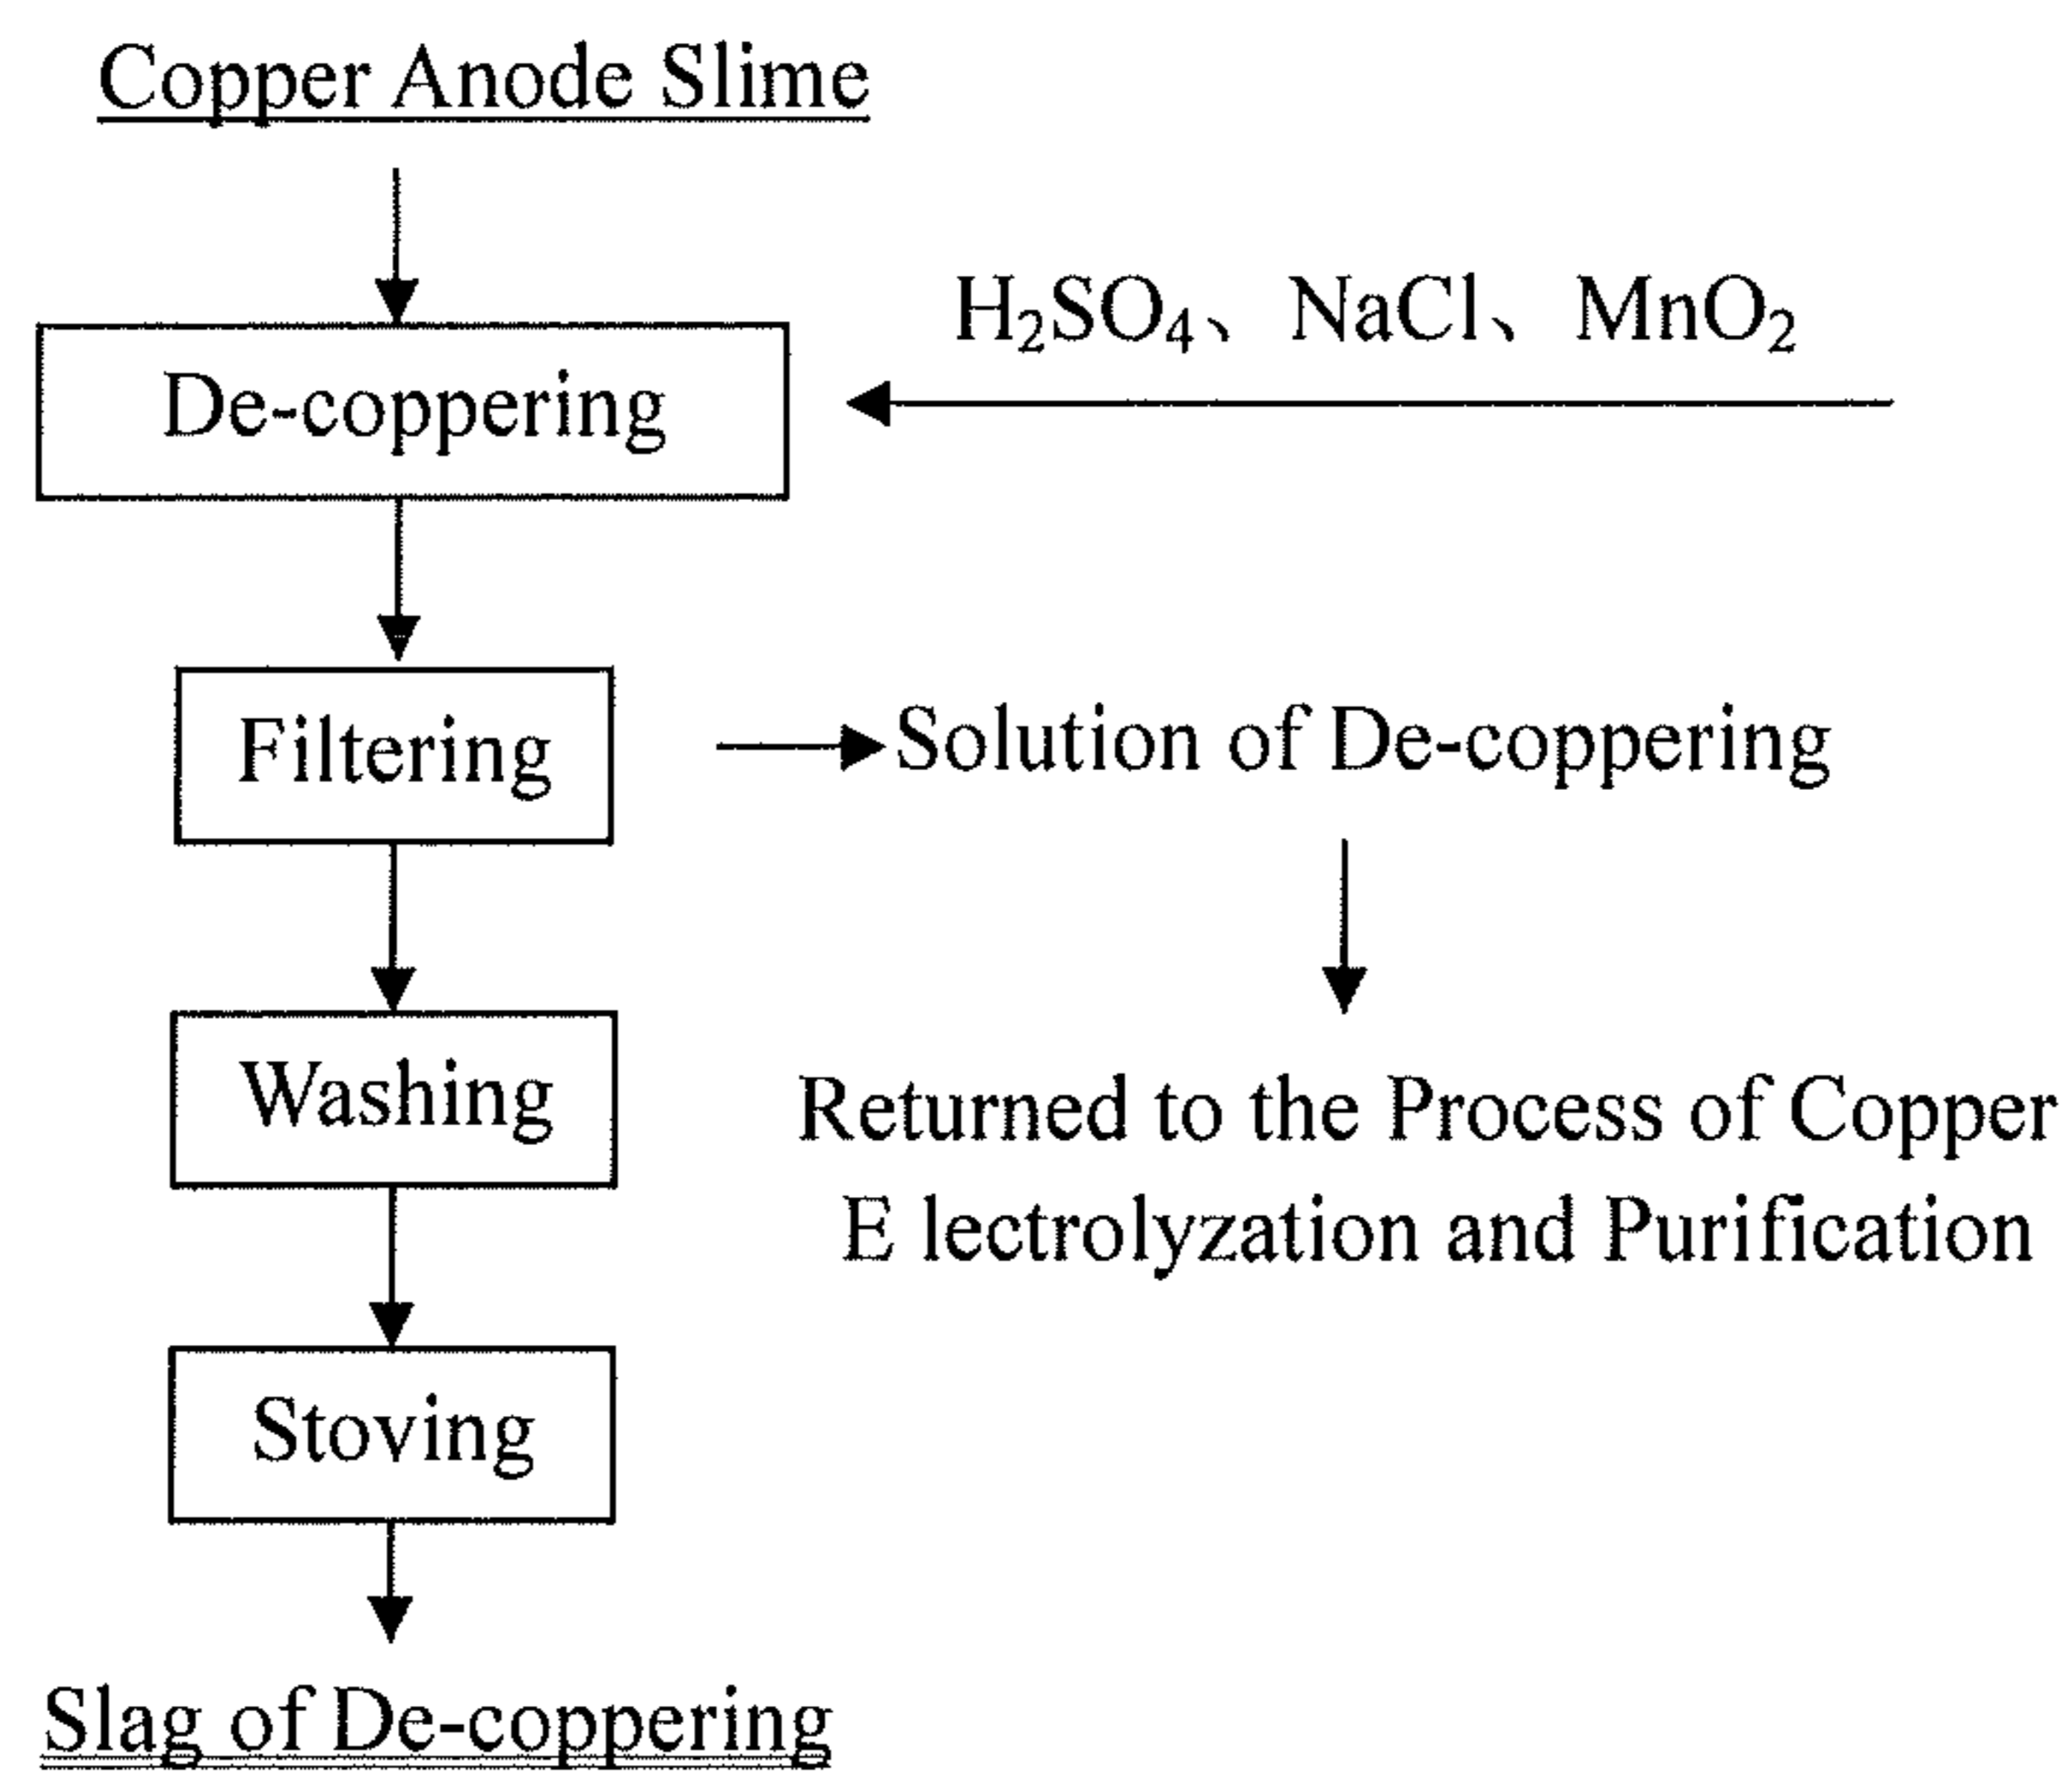 Copper Anode Slime
H₂SO₄、NaCl、MnO₂
De-coppering
Filtering
Solution of De-coppering
Washing
Returned to the Process of Copper
E lectrolyzation and Purification
Stoving
Slag of De-coppering